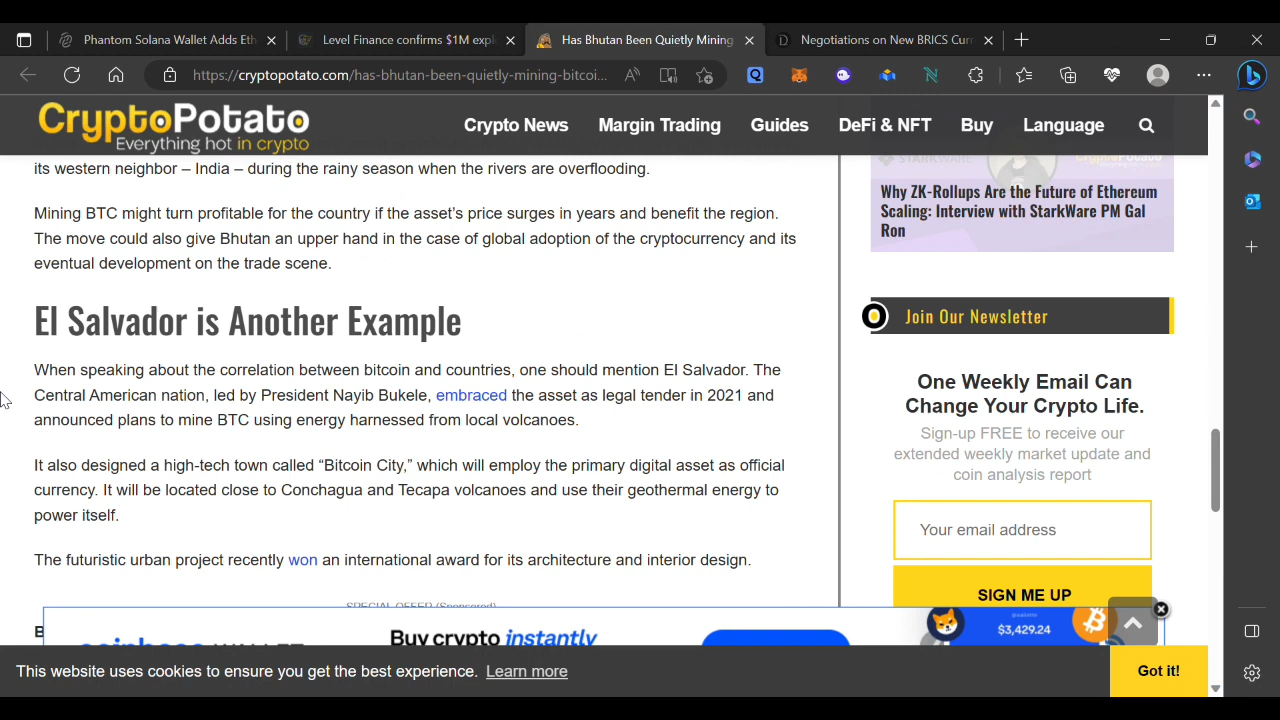 Phantom Solana Wallet Adds Eth
Level Finance confirms $1M expl
Has Bhutan Been Quietly Mining
Negotiations on New BRICS Curr
https://cryptopotato.com/has-bhutan-been-quietly-mining-bitcoi...
CryptoPotato
Everything hot in crypto
Crypto News
Margin Trading
Guides
DeFi & NFT
Buy
Language
its western neighbor – India – during the rainy season when the rivers are overflooding.
Mining BTC might turn profitable for the country if the asset's price surges in years and benefit the region.
The move could also give Bhutan an upper hand in the case of global adoption of the cryptocurrency and its
eventual development on the trade scene.
El Salvador is Another Example
When speaking about the correlation between bitcoin and countries, one should mention El Salvador. The
Central American nation, led by President Nayib Bukele, embraced the asset as legal tender in 2021 and
announced plans to mine BTC using energy harnessed from local volcanoes.
It also designed a high-tech town called “Bitcoin City,” which will employ the primary digital asset as official
currency. It will be located close to Conchagua and Tecapa volcanoes and use their geothermal energy to
power itself.
The futuristic urban project recently won an international award for its architecture and interior design.
SPECIAL OFFER (Sponsored)
STARKWARE
Why ZK-Rollups Are the Future of Ethereum
Scaling: Interview with StarkWare PM Gal
Ron
Join Our Newsletter
One Weekly Email Can
Change Your Crypto Life.
Sign-up FREE to receive our
extended weekly market update and
coin analysis report
Your email address
SIGN ME UP
coinbase WALLET
Buy crypto instantly
$3,429.24
This website uses cookies to ensure you get the best experience. Learn more
Got it!